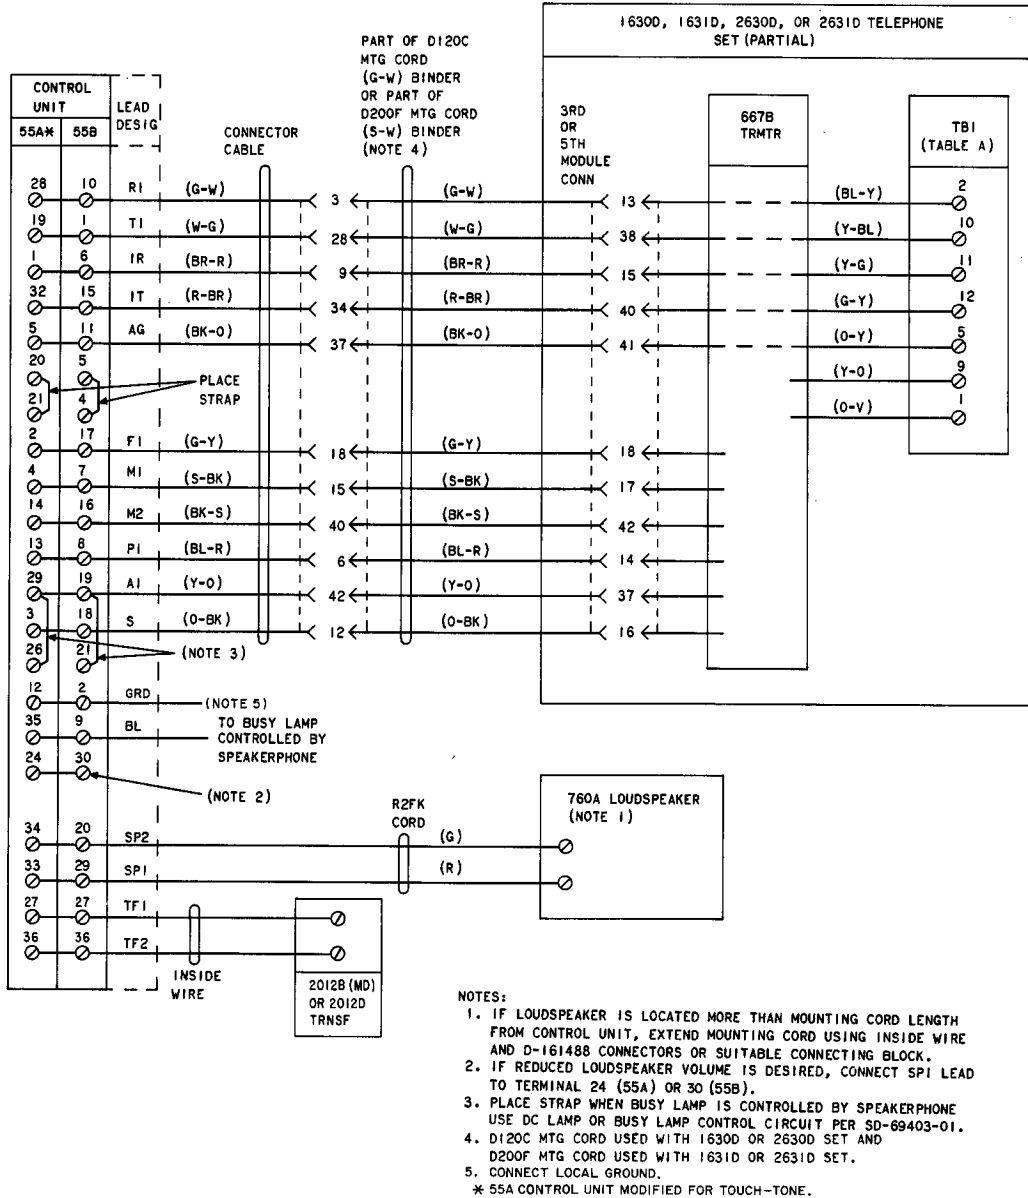 1630D, 1631D, 2630D, OR 2631D TELEPHONE
SET (PARTIAL)
PART OF D120C
MTG CORD
(G-W) BINDER
OR PART OF
D200F MTG CORD
(S-W) BINDER
(NOTE 4)
CONTROL
UNIT
55A* 55B
LEAD
DESIG
CONNECTOR
CABLE
3RD
OR
5TH
MODULE
CONN
667B
TRMTR
TB1
(TABLE A)
28 10 R1 (G-W) 3 (G-W) 13 (BL-Y) 2
19 1 T1 (W-G) 28 (W-G) 38 (Y-BL) 10
1 6 1R (BR-R) 9 (BR-R) 15 (Y-G) 11
32 15 1T (R-BR) 34 (R-BR) 40 (G-Y) 12
5 11 AG (BK-O) 37 (BK-O) 41 (O-Y) 5
20 5 (Y-O) 9
PLACE
STRAP
21 4 (O-V) 1
2 17 F1 (G-Y) 18 (G-Y) 18
4 7 M1 (S-BK) 15 (S-BK) 17
14 16 M2 (BK-S) 40 (BK-S) 42
13 8 P1 (BL-R) 6 (BL-R) 14
29 19 A1 (Y-O) 42 (Y-O) 37
3 18 S (O-BK) 12 (O-BK) 16
26 21 (NOTE 3)
12 2 GRD (NOTE 5)
35 9 BL TO BUSY LAMP
CONTROLLED BY
SPEAKERPHONE
24 30
(NOTE 2)
R2FK
CORD
760A LOUDSPEAKER
(NOTE 1)
34 20 SP2 (G)
33 29 SP1 (R)
27 27 TF1
36 36 TF2
INSIDE
WIRE
2012B (MD)
OR 2012D
TRNSF
NOTES:
1. IF LOUDSPEAKER IS LOCATED MORE THAN MOUNTING CORD LENGTH
FROM CONTROL UNIT, EXTEND MOUNTING CORD USING INSIDE WIRE
AND D-161488 CONNECTORS OR SUITABLE CONNECTING BLOCK.
2. IF REDUCED LOUDSPEAKER VOLUME IS DESIRED, CONNECT SP1 LEAD
TO TERMINAL 24 (55A) OR 30 (55B).
3. PLACE STRAP WHEN BUSY LAMP IS CONTROLLED BY SPEAKERPHONE
USE DC LAMP OR BUSY LAMP CONTROL CIRCUIT PER SD-69403-01.
4. D120C MTG CORD USED WITH 1630D OR 2630D SET AND
D200F MTG CORD USED WITH 1631D OR 2631D SET.
5. CONNECT LOCAL GROUND.
* 55A CONTROL UNIT MODIFIED FOR TOUCH-TONE.